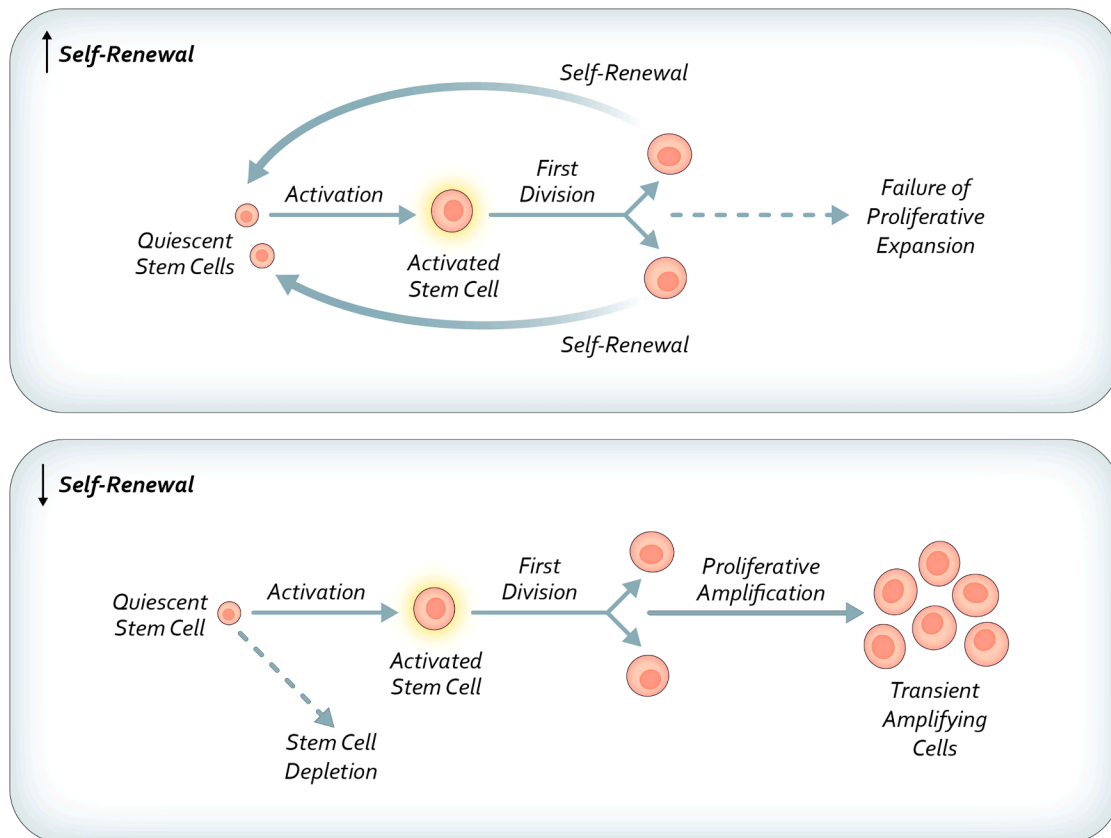 ↑ Self-Renewal
Self-Renewal
Activation
First
Division
Failure of
Proliferative
Expansion
Quiescent
Stem Cells
Activated
Stem Cell
Self-Renewal
↓ Self-Renewal
Quiescent
Stem Cell
Activation
First
Division
Proliferative
Amplification
Activated
Stem Cell
Stem Cell
Depletion
Transient
Amplifying
Cells